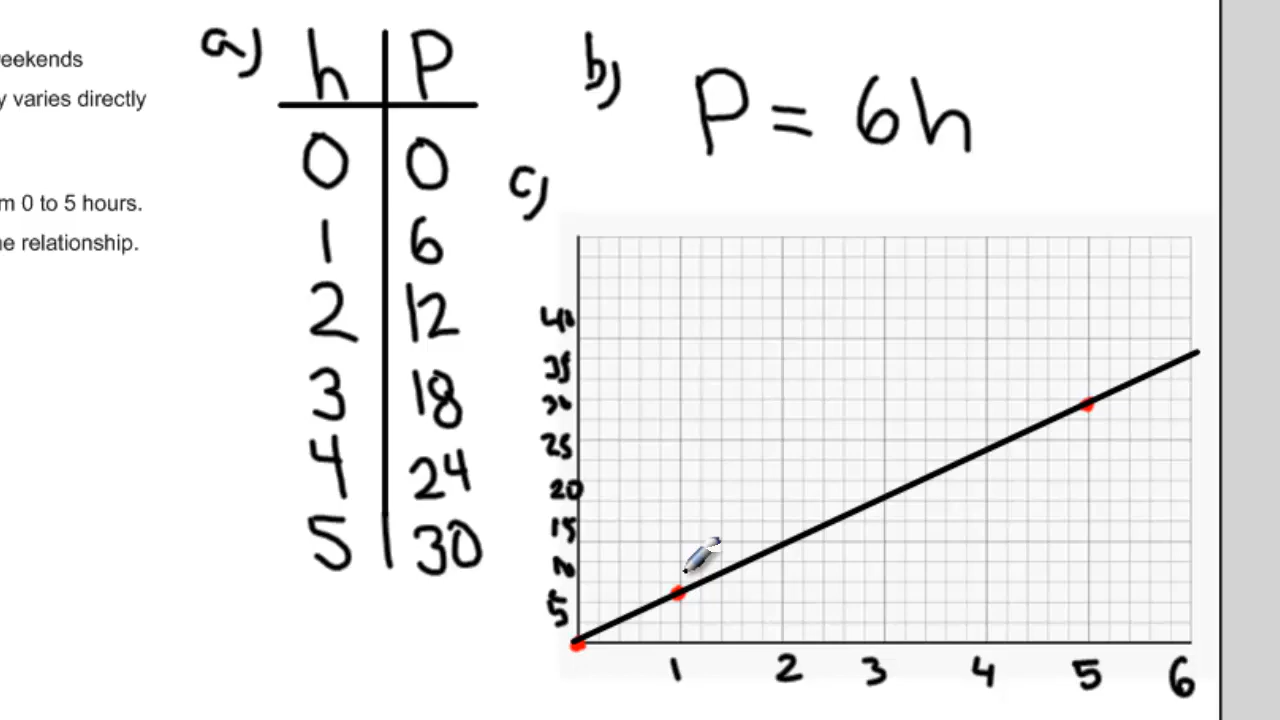 eekends
y varies directly
m 0 to 5 hours.
e relationship.
a) h P
0 0
1 6
2 12
3 18
4 24
5 30
b) P = 6h
c)
40
35
30
25
20
15
10
5
1 2 3 4 5 6